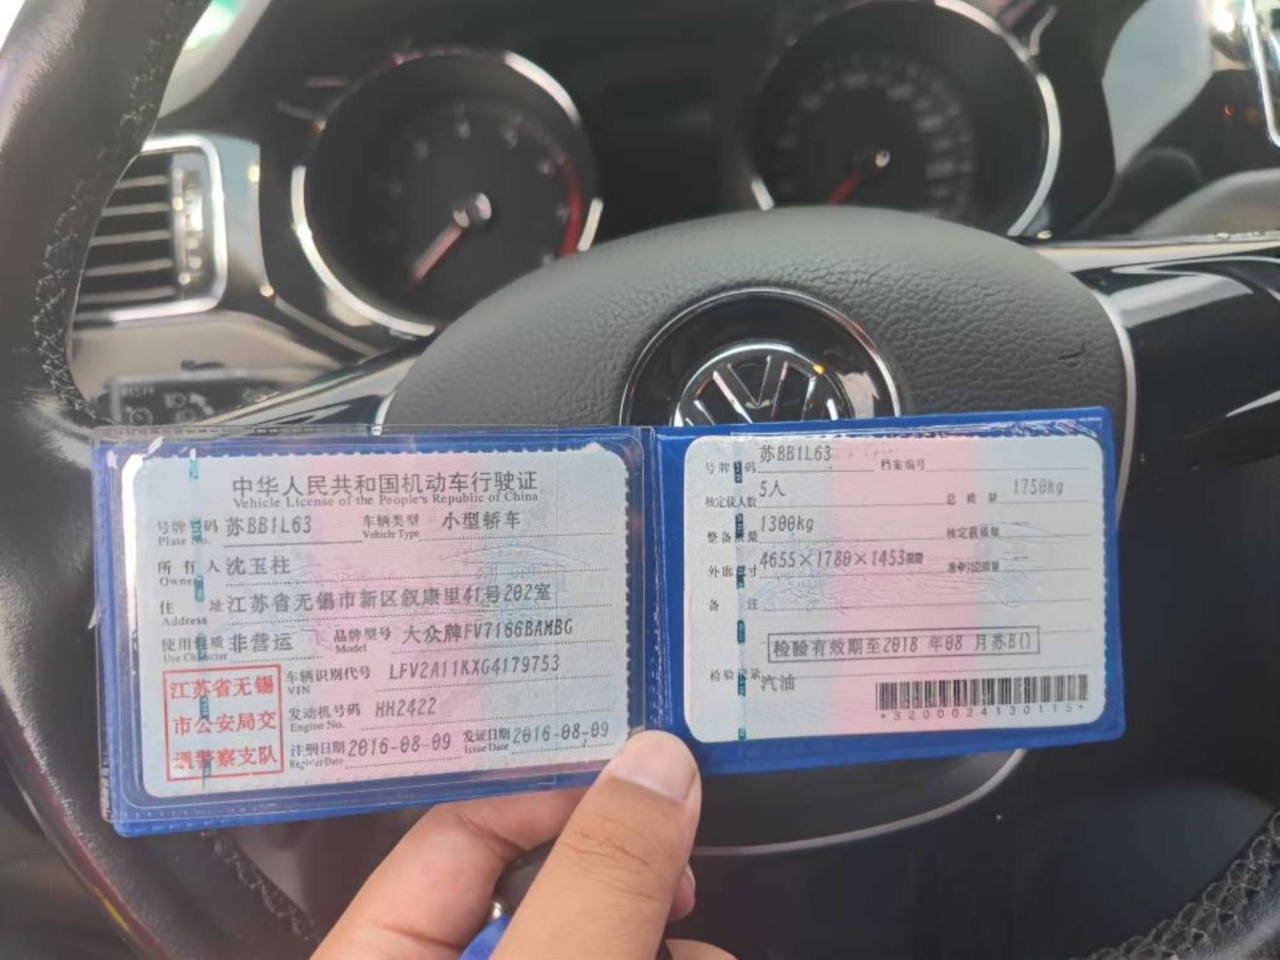 中华人民共和国机动车行驶证
Vehicle License of the People's Republic of China
号牌号码 苏BB1L63 车辆类型 小型轿车
Plate No. Vehicle Type
所有人 沈玉柱
Owner
住址 江苏省无锡市新区叙康里41号202室
Address
使用性质 非营运 品牌型号 大众牌FV7166BAMBG
Use Character Model
车辆识别代号 LFV2A11KXG4179753
VIN
发动机号码 HH2422
Engine No.
注册日期 2016-08-09 发证日期 2016-08-09
Register Date Issue Date
江苏省无锡
市公安局交
通警察支队
号牌号码 苏BB1L63 档案编号
核定载人数 5人 总质量 1750kg
整备质量 1300kg 核定载质量
外廓尺寸 4655×1780×1453 准牵引总质量 --
备注
检验有效期至2018 年08 月苏B()
检验记录
汽油
*3200024130115*